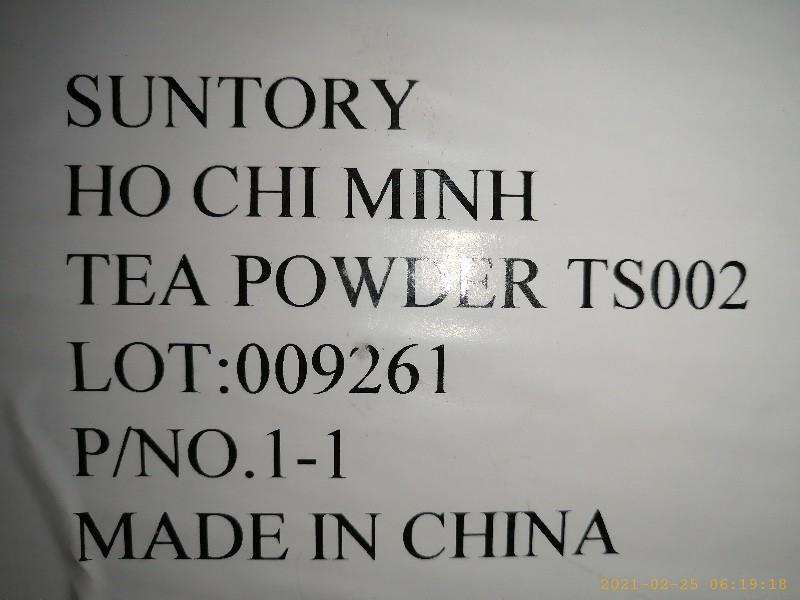 SUNTORY
HO CHI MINH
TEA POWDER TS002
LOT:009261
P/NO.1-1
MADE IN CHINA
2021-02-25 06:19:18